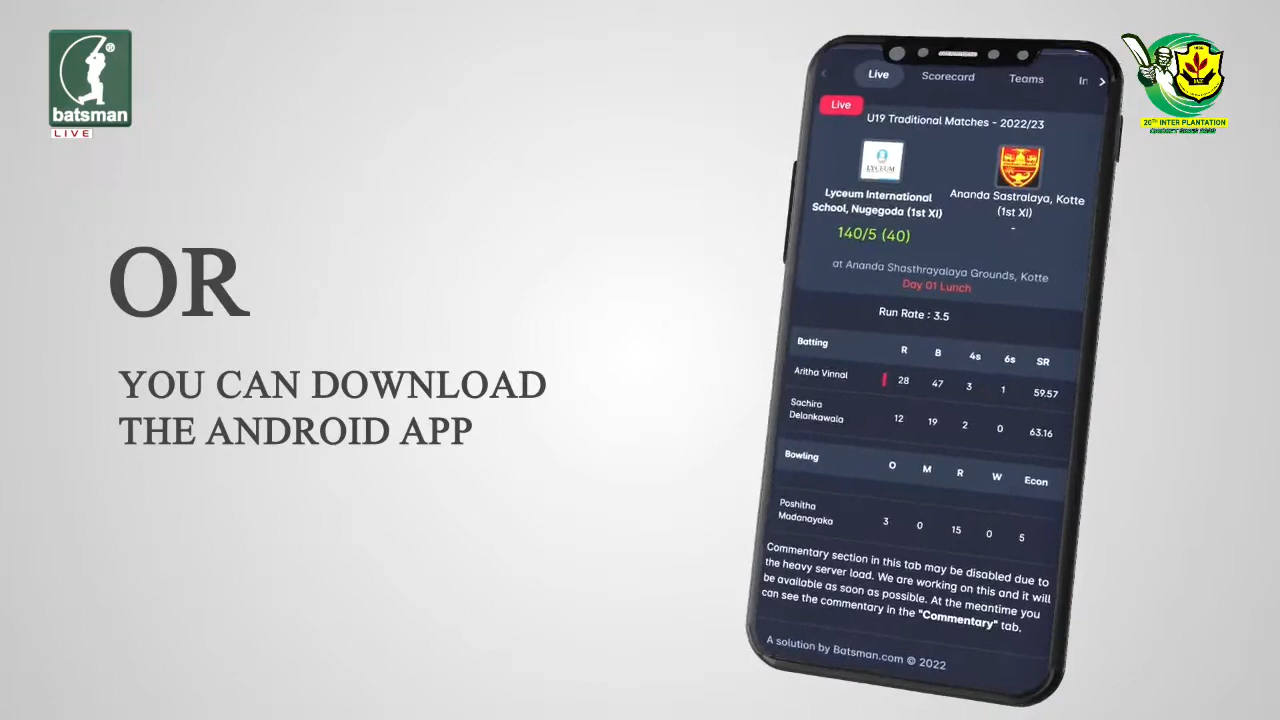 batsman
LIVE
20TH INTER PLANTATION
OR
YOU CAN DOWNLOAD
THE ANDROID APP
Live Scorecard Teams In
Live
U19 Traditional Matches - 2022/23
LYCEUM
Lyceum International
School, Nugegoda (1st XI)
140/5 (40)
Ananda Sastralaya, Kotte
(1st XI)
-
at Ananda Shasthrayalaya Grounds, Kotte
Day 01 Lunch
Run Rate : 3.5
Batting R B 4s 6s SR
Aritha Vinnal 28 47 3 1 59.57
Sachira
Delankawala 12 19 2 0 63.16
Bowling O M R W Econ
Poshitha
Madanayaka 3 0 15 0 5
Commentary section in this tab may be disabled due to
the heavy server load. We are working on this and it will
be available as soon as possible. At the meantime you
can see the commentary in the "Commentary" tab.
A solution by Batsman.com © 2022